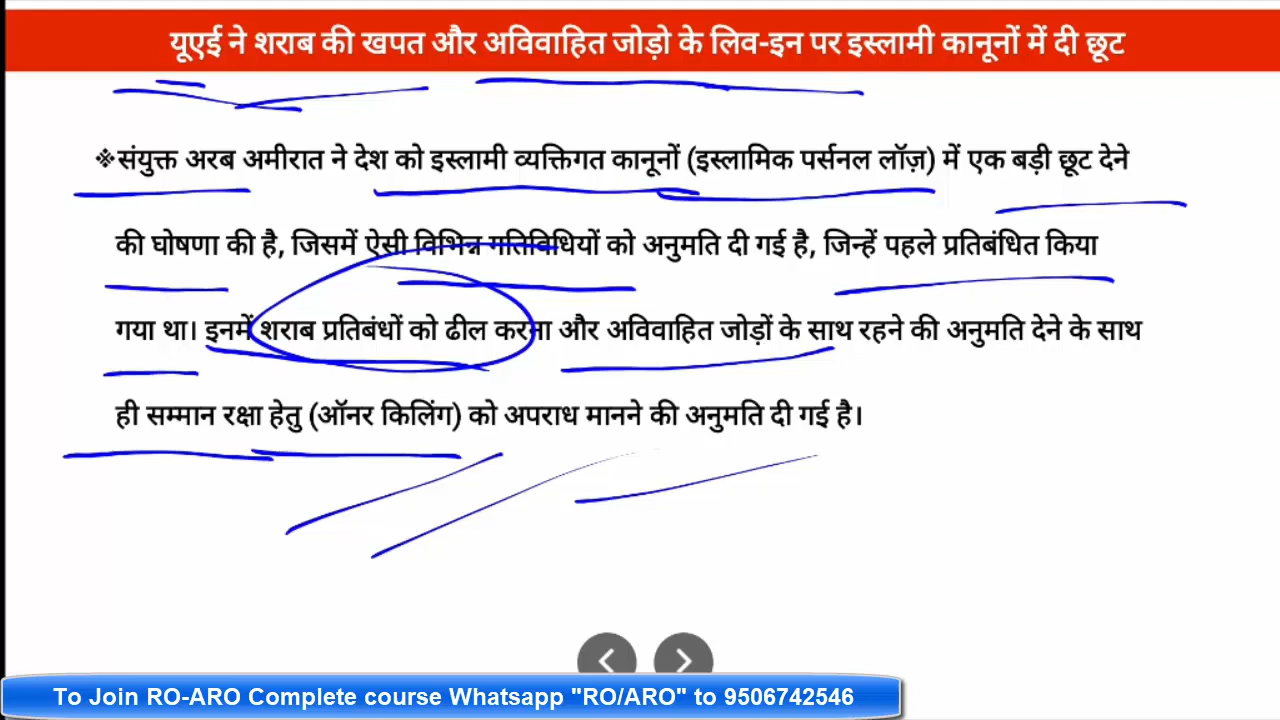 यूएई ने शराब की खपत और अविवाहित जोड़ो के लिव-इन पर इस्लामी कानूनों में दी छूट
❖संयुक्त अरब अमीरात ने देश को इस्लामी व्यक्तिगत कानूनों (इस्लामिक पर्सनल लॉज़) में एक बड़ी छूट देने
की घोषणा की है, जिसमें ऐसी विभिन्न गतिविधियों को अनुमति दी गई है, जिन्हें पहले प्रतिबंधित किया
गया था। इनमें शराब प्रतिबंधों को ढील करना और अविवाहित जोड़ों के साथ रहने की अनुमति देने के साथ
ही सम्मान रक्षा हेतु (ऑनर किलिंग) को अपराध मानने की अनुमति दी गई है।
To Join RO-ARO Complete course Whatsapp "RO/ARO" to 9506742546